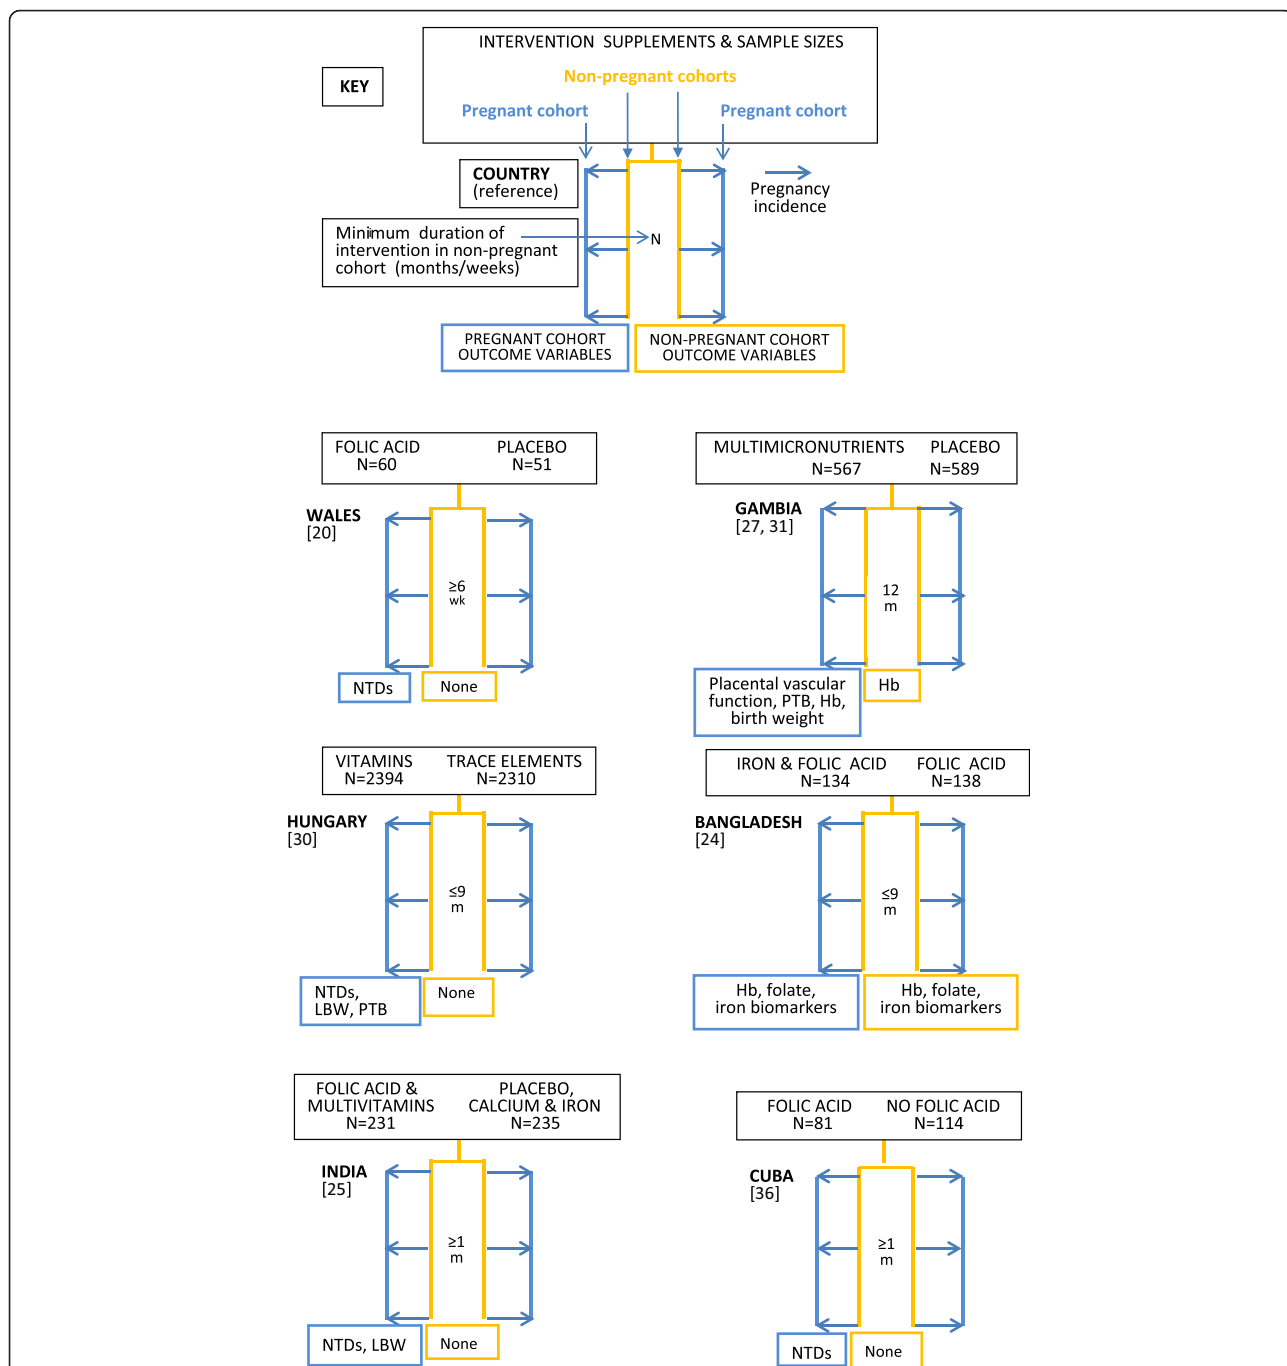 INTERVENTION SUPPLEMENTS & SAMPLE SIZES
Non-pregnant cohorts
KEY
Pregnant cohort Pregnant cohort
COUNTRY
(reference)
Pregnancy
incidence
Minimum duration of
intervention in non-pregnant
cohort (months/weeks)
N
PREGNANT COHORT
OUTCOME VARIABLES
NON-PREGNANT COHORT
OUTCOME VARIABLES
FOLIC ACID PLACEBO
N=60 N=51
WALES
[20]
≥6
wk
NTDs
None
MULTIMICRONUTRIENTS PLACEBO
N=567 N=589
GAMBIA
[27, 31]
12
m
Placental vascular
function, PTB, Hb,
birth weight
Hb
VITAMINS TRACE ELEMENTS
N=2394 N=2310
HUNGARY
[30]
≤9
m
NTDs,
LBW, PTB
None
IRON & FOLIC ACID FOLIC ACID
N=134 N=138
BANGLADESH
[24]
≤9
m
Hb, folate,
iron biomarkers
Hb, folate,
iron biomarkers
FOLIC ACID & PLACEBO,
MULTIVITAMINS CALCIUM & IRON
N=231 N=235
INDIA
[25]
≥1
m
NTDs, LBW
None
FOLIC ACID NO FOLIC ACID
N=81 N=114
CUBA
[36]
≥1
m
NTDs
None